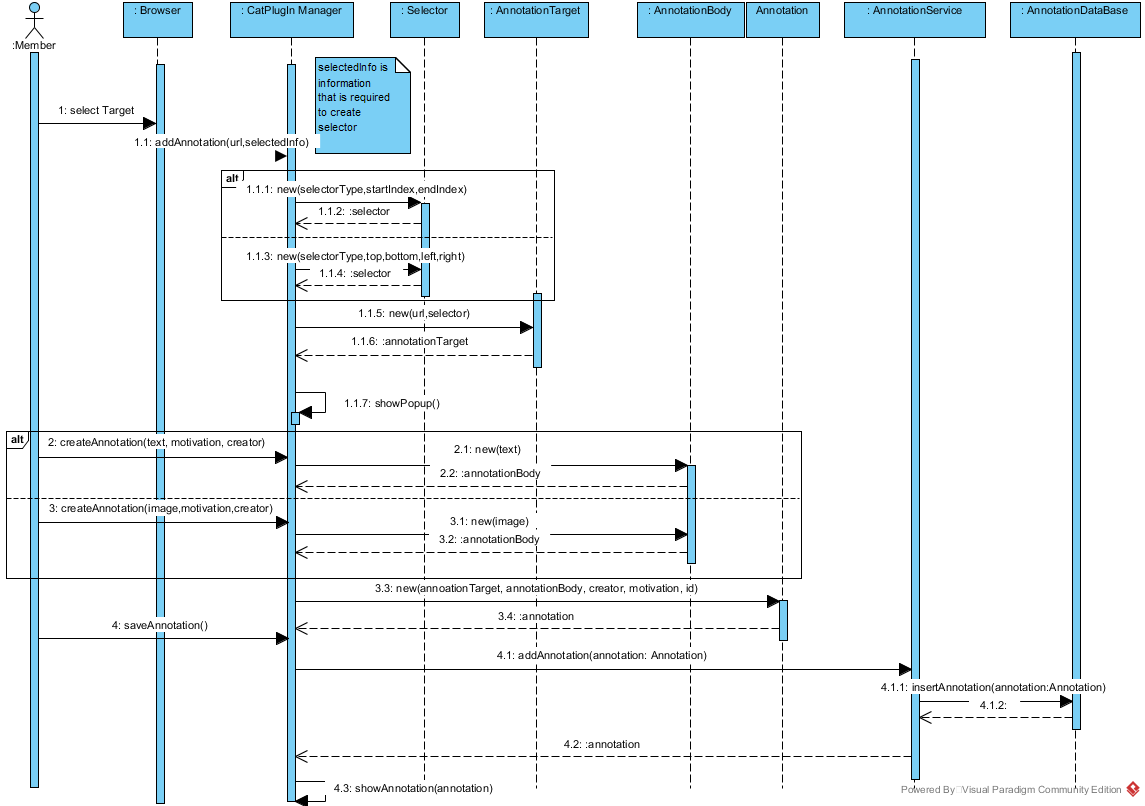 : Browser
: CatPlugIn Manager
: Selector
: AnnotationTarget
: AnnotationBody
Annotation
: AnnotationService
: AnnotationDataBase
:Member
selectedInfo is
information
that is required
to create
selector
1: select Target
1.1: addAnnotation(url,selectedInfo)
alt
1.1.1: new(selectorType,startIndex,endIndex)
1.1.2: :selector
1.1.3: new(selectorType,top,bottom,left,right)
1.1.4: :selector
1.1.5: new(url,selector)
1.1.6: :annotationTarget
1.1.7: showPopup()
alt
2: createAnnotation(text, motivation, creator)
2.1: new(text)
2.2: :annotationBody
3: createAnnotation(image,motivation,creator)
3.1: new(image)
3.2: :annotationBody
3.3: new(annoationTarget, annotationBody, creator, motivation, id)
3.4: :annotation
4: saveAnnotation()
4.1: addAnnotation(annotation: Annotation)
4.1.1: insertAnnotation(annotation:Annotation)
4.1.2:
4.2: :annotation
4.3: showAnnotation(annotation)
Powered By Visual Paradigm Community Edition